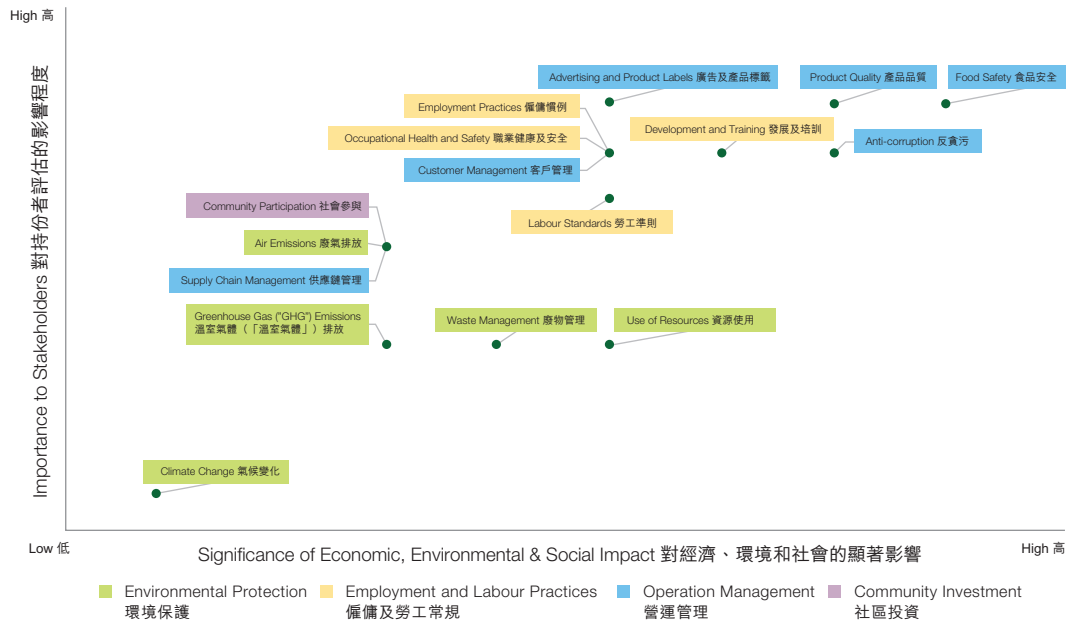 High 高
Importance to Stakeholders 對持份者評估的影響程度
Advertising and Product Labels 廣告及產品標籤
Product Quality 產品品質
Food Safety 食品安全
Employment Practices 僱傭慣例
Development and Training 發展及培訓
Occupational Health and Safety 職業健康及安全
Anti-corruption 反貪污
Customer Management 客戶管理
Community Participation 社會參與
Labour Standards 勞工準則
Air Emissions 廢氣排放
Supply Chain Management 供應鏈管理
Greenhouse Gas ("GHG") Emissions
溫室氣體（「溫室氣體」）排放
Waste Management 廢物管理
Use of Resources 資源使用
Climate Change 氣候變化
Low 低
Significance of Economic, Environmental & Social Impact 對經濟、環境和社會的顯著影響
High 高
Environmental Protection
環境保護
Employment and Labour Practices
僱傭及勞工常規
Operation Management
營運管理
Community Investment
社區投資